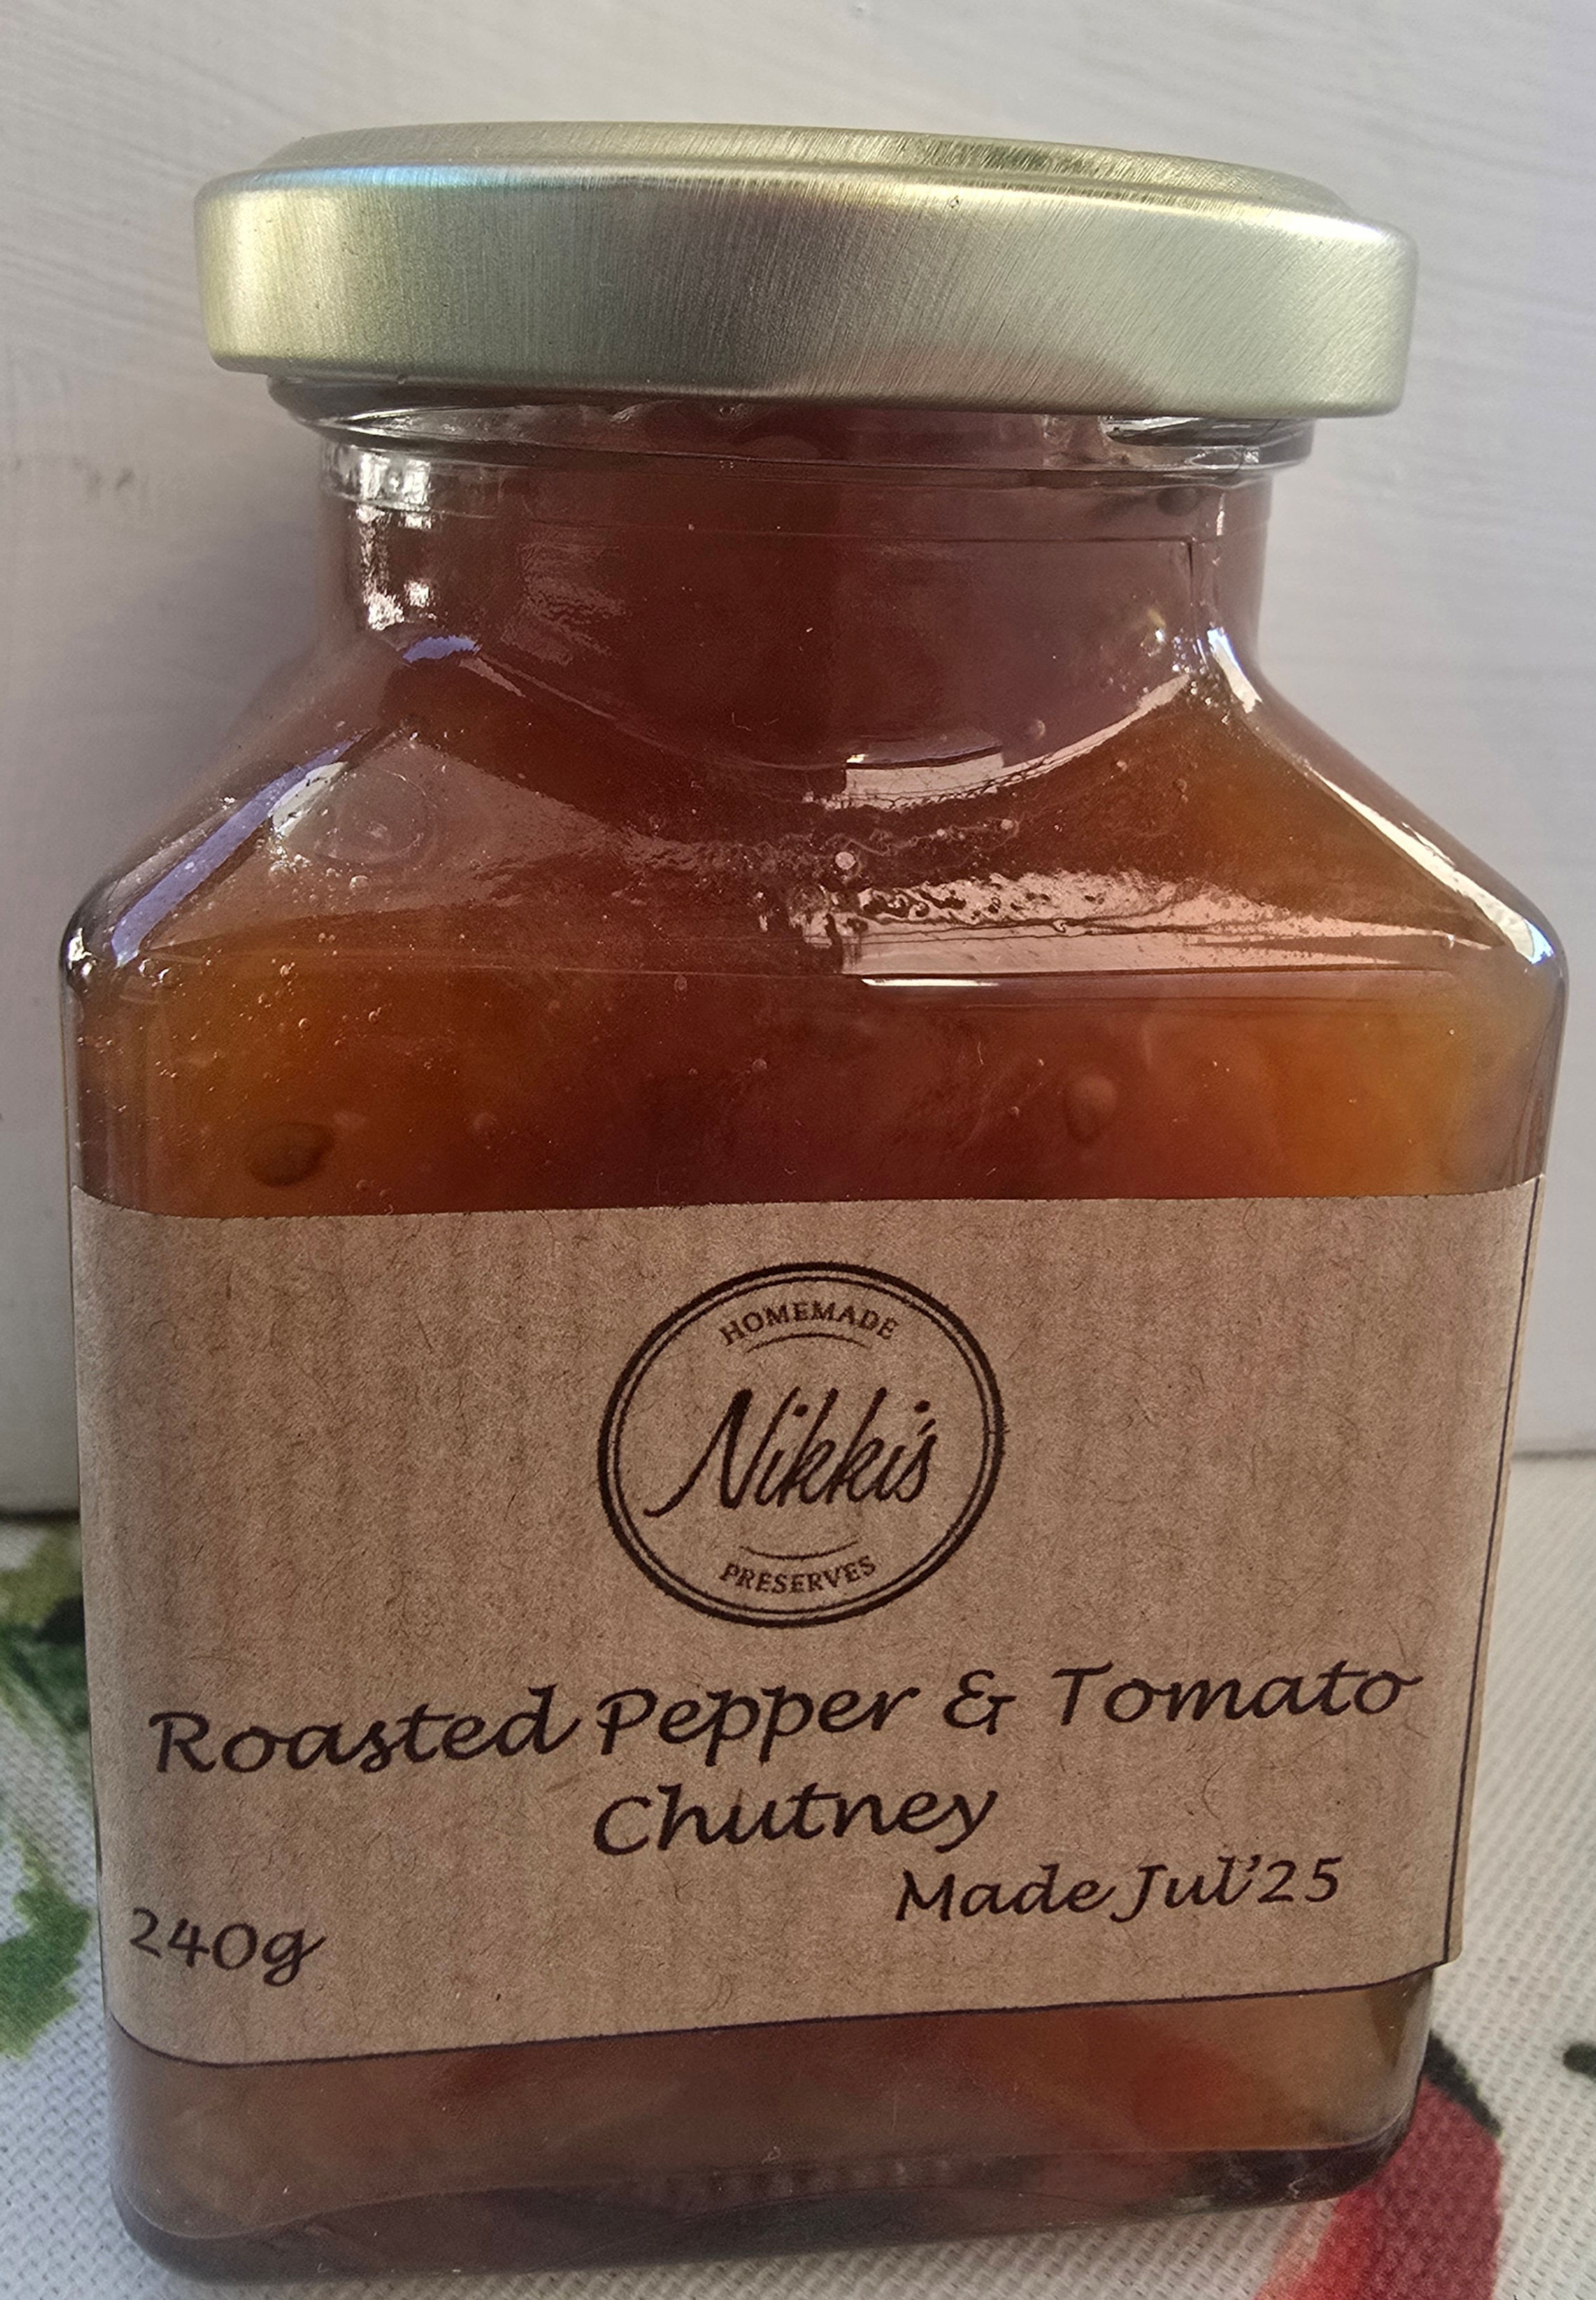 HOMEMADE
Nikki's
PRESERVES
Roasted Pepper & Tomato
Chutney
Made Jul'25
240g